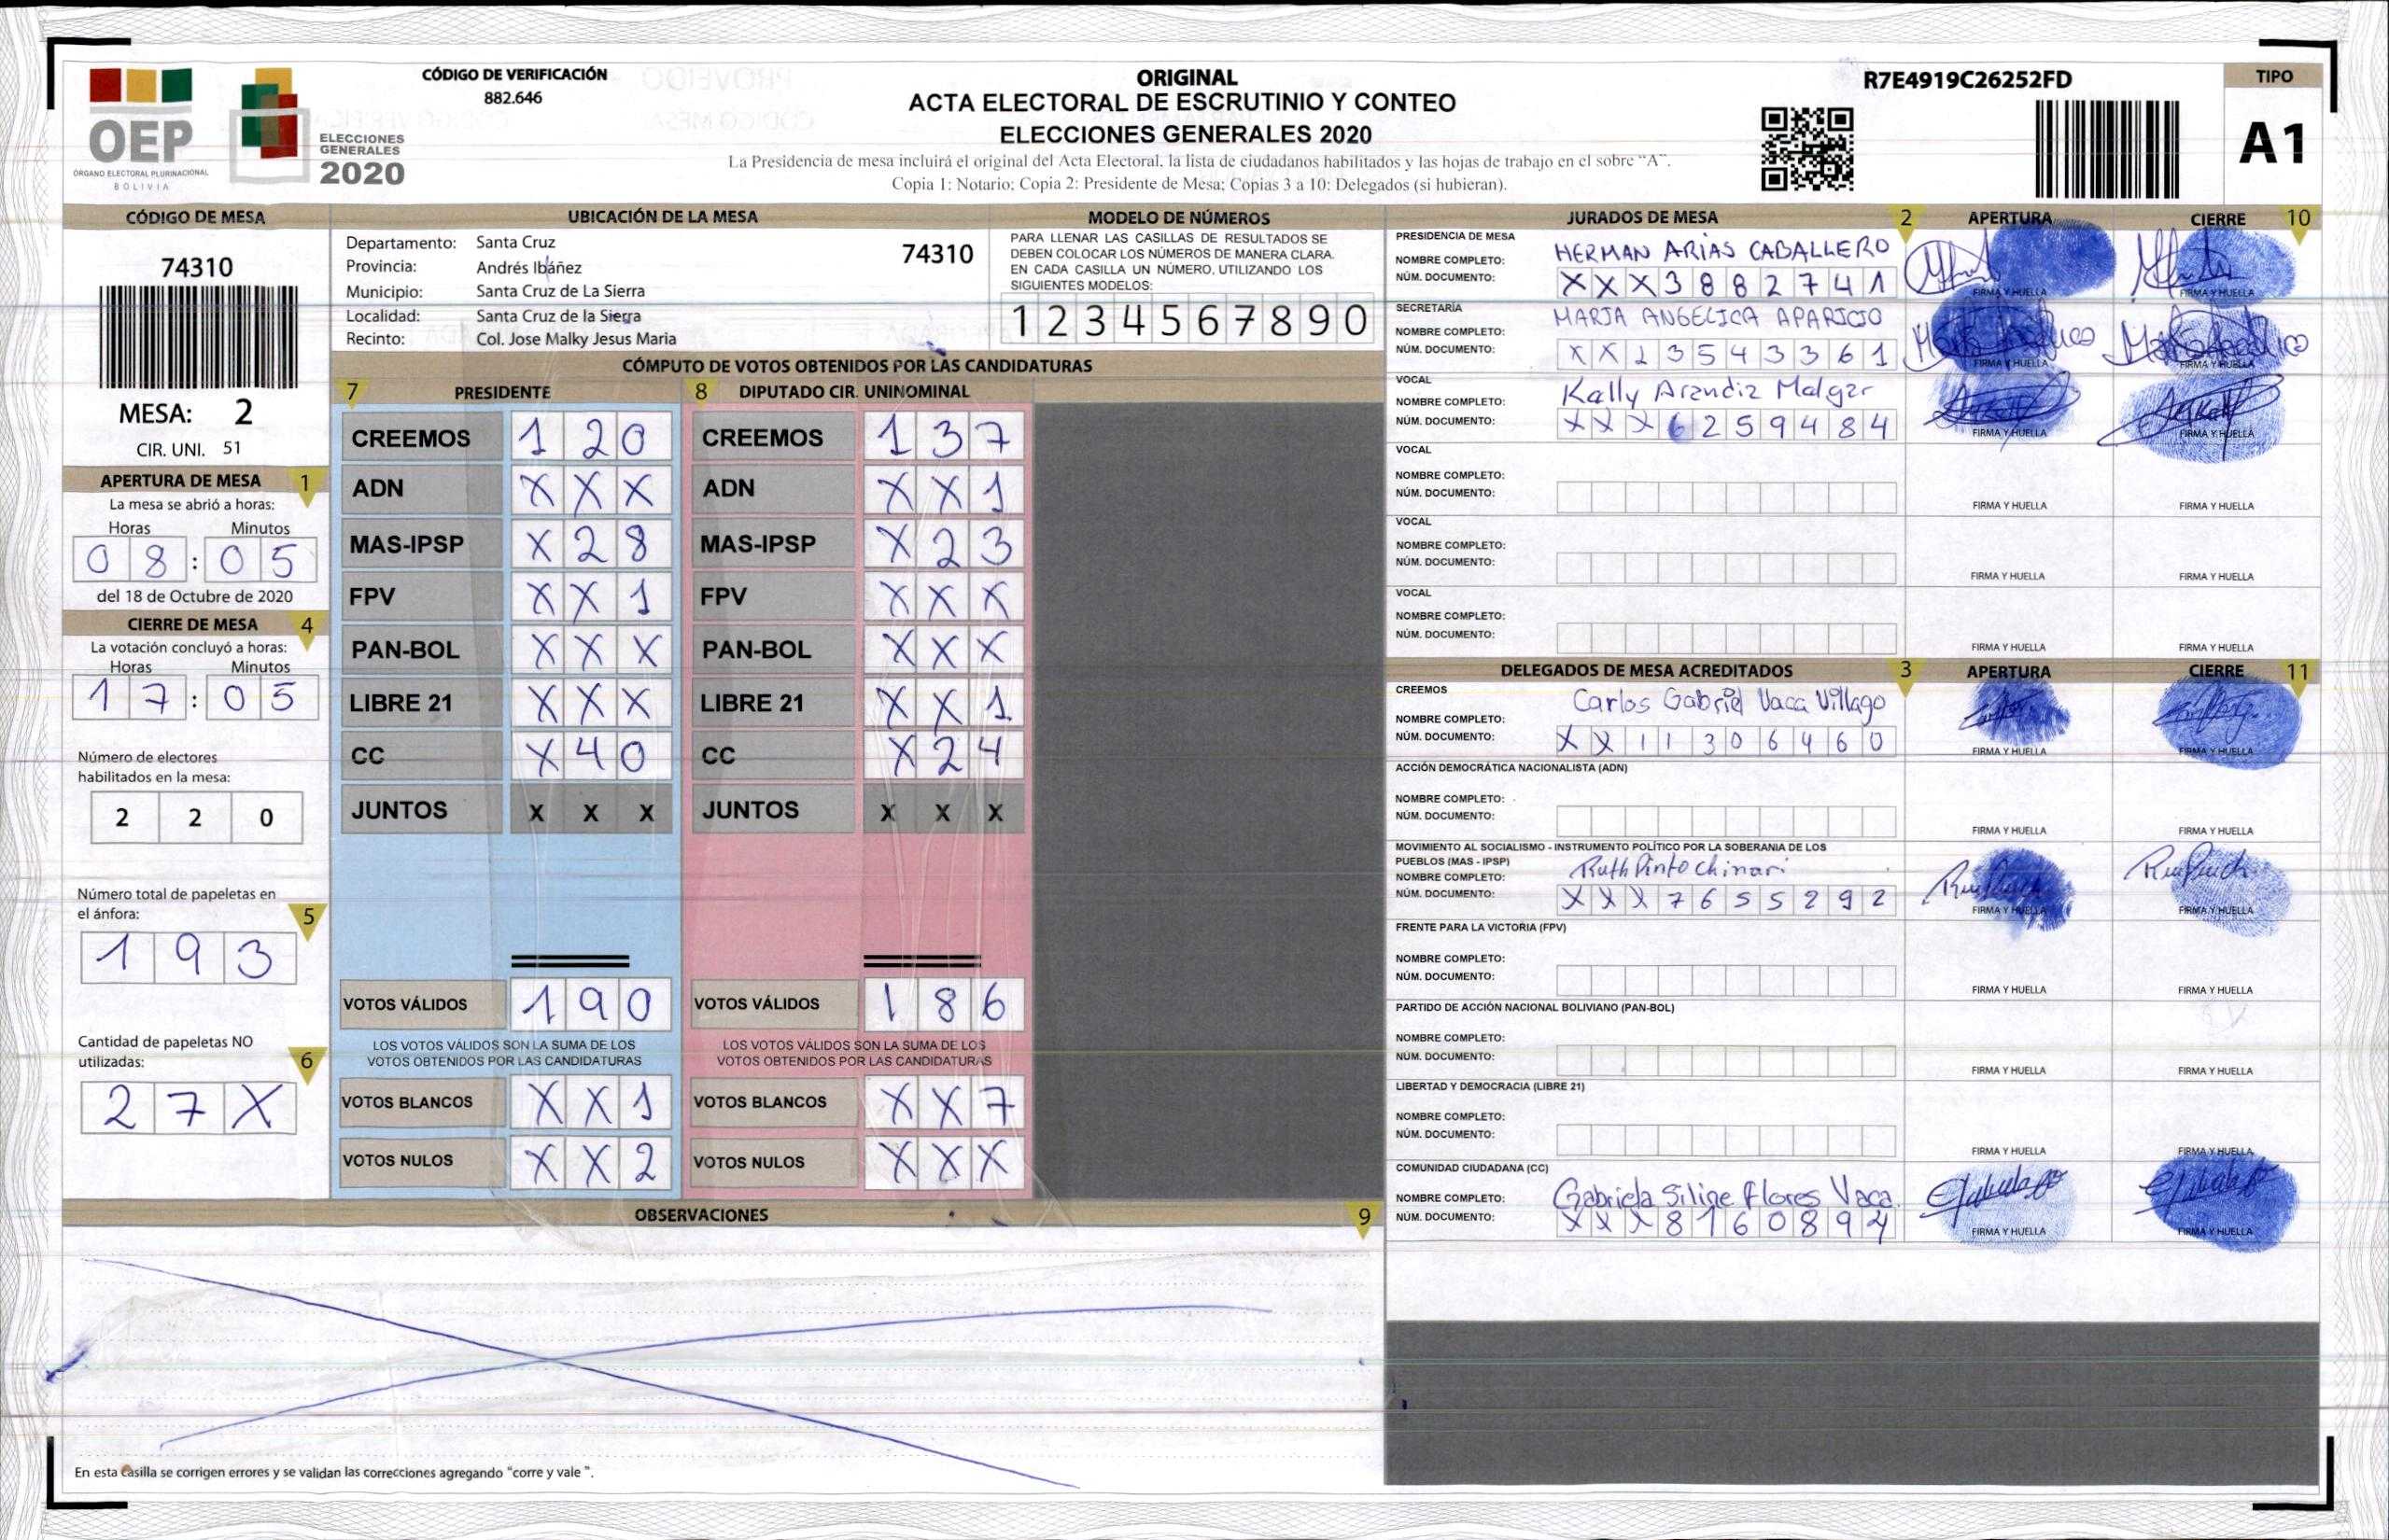 CÓDIGO DE VERIFICACIÓN
882.646
ORIGINAL
ACTA ELECTORAL DE ESCRUTINIO Y CONTEO
ELECCIONES GENERALES 2020
La Presidencia de mesa incluirá el original del Acta Electoral, la lista de ciudadanos habilitados y las hojas de trabajo en el sobre “A”.
Copia 1: Notario; Copia 2: Presidente de Mesa; Copias 3 a 10: Delegados (si hubieran).
R7E4919C26252FD
TIPO
A1
OEP
ÓRGANO ELECTORAL PLURINACIONAL
BOLIVIA
ELECCIONES
GENERALES
2020
CÓDIGO DE MESA
74310
MESA: 2
CIR. UNI. 51
APERTURA DE MESA 1
La mesa se abrió a horas:
Horas Minutos
08:05
del 18 de Octubre de 2020
CIERRE DE MESA 4
La votación concluyó a horas:
Horas Minutos
17:05
Número de electores
habilitados en la mesa:
2 2 0
Número total de papeletas en
el ánfora: 5
1 9 3
Cantidad de papeletas NO
utilizadas: 6
2 7 X
UBICACIÓN DE LA MESA
Departamento: Santa Cruz 74310
Provincia: Andrés Ibáñez
Municipio: Santa Cruz de La Sierra
Localidad: Santa Cruz de la Sierra
Recinto: Col. Jose Malky Jesus Maria
MODELO DE NÚMEROS
PARA LLENAR LAS CASILLAS DE RESULTADOS SE
DEBEN COLOCAR LOS NÚMEROS DE MANERA CLARA.
EN CADA CASILLA UN NÚMERO, UTILIZANDO LOS
SIGUIENTES MODELOS:
1 2 3 4 5 6 7 8 9 0
CÓMPUTO DE VOTOS OBTENIDOS POR LAS CANDIDATURAS
7 PRESIDENTE 8 DIPUTADO CIR. UNINOMINAL
CREEMOS 1 2 0 CREEMOS 1 3 7
ADN X X X ADN X X 1
MAS-IPSP X 2 8 MAS-IPSP X 2 3
FPV X X 1 FPV X X X
PAN-BOL X X X PAN-BOL X X X
LIBRE 21 X X X LIBRE 21 X X 1
CC X 4 0 CC X 2 4
JUNTOS X X X JUNTOS X X X
VOTOS VÁLIDOS 1 9 0 VOTOS VÁLIDOS 1 8 6
LOS VOTOS VÁLIDOS SON LA SUMA DE LOS LOS VOTOS VÁLIDOS SON LA SUMA DE LOS
VOTOS OBTENIDOS POR LAS CANDIDATURAS VOTOS OBTENIDOS POR LAS CANDIDATURAS
VOTOS BLANCOS X X 1 VOTOS BLANCOS X X 7
VOTOS NULOS X X 2 VOTOS NULOS X X X
OBSERVACIONES 9
En esta casilla se corrigen errores y se validan las correcciones agregando “corre y vale ”.
JURADOS DE MESA 2 APERTURA CIERRE 10
PRESIDENCIA DE MESA
NOMBRE COMPLETO: HERMAN ARIAS CABALLERO
NÚM. DOCUMENTO: X X X 3 8 8 2 7 4 1
FIRMA Y HUELLA FIRMA Y HUELLA
SECRETARÍA
NOMBRE COMPLETO: MARIA ANGELICA APARICIO
NÚM. DOCUMENTO: X X 2 3 5 4 3 3 6 1
FIRMA Y HUELLA FIRMA Y HUELLA
VOCAL
NOMBRE COMPLETO: Kelly Arandia Melgar
NÚM. DOCUMENTO: X X X 6 2 5 9 4 8 4
FIRMA Y HUELLA FIRMA Y HUELLA
VOCAL
NOMBRE COMPLETO:
NÚM. DOCUMENTO:
FIRMA Y HUELLA FIRMA Y HUELLA
VOCAL
NOMBRE COMPLETO:
NÚM. DOCUMENTO:
FIRMA Y HUELLA FIRMA Y HUELLA
VOCAL
NOMBRE COMPLETO:
NÚM. DOCUMENTO:
FIRMA Y HUELLA FIRMA Y HUELLA
DELEGADOS DE MESA ACREDITADOS 3 APERTURA CIERRE 11
CREEMOS
NOMBRE COMPLETO: Carlos Gabriel Vaca Villago
NÚM. DOCUMENTO: X X 1 1 3 0 6 4 6 0
FIRMA Y HUELLA FIRMA Y HUELLA
ACCIÓN DEMOCRÁTICA NACIONALISTA (ADN)
NOMBRE COMPLETO:
NÚM. DOCUMENTO:
FIRMA Y HUELLA FIRMA Y HUELLA
MOVIMIENTO AL SOCIALISMO - INSTRUMENTO POLÍTICO POR LA SOBERANIA DE LOS
PUEBLOS (MAS - IPSP)
NOMBRE COMPLETO: Ruth Pinto Chinari
NÚM. DOCUMENTO: X X X 7 6 5 5 2 9 2
FIRMA Y HUELLA FIRMA Y HUELLA
FRENTE PARA LA VICTORIA (FPV)
NOMBRE COMPLETO:
NÚM. DOCUMENTO:
FIRMA Y HUELLA FIRMA Y HUELLA
PARTIDO DE ACCIÓN NACIONAL BOLIVIANO (PAN-BOL)
NOMBRE COMPLETO:
NÚM. DOCUMENTO:
FIRMA Y HUELLA FIRMA Y HUELLA
LIBERTAD Y DEMOCRACIA (LIBRE 21)
NOMBRE COMPLETO:
NÚM. DOCUMENTO:
FIRMA Y HUELLA FIRMA Y HUELLA
COMUNIDAD CIUDADANA (CC)
NOMBRE COMPLETO: Gabriela Siline Flores Vaca
NÚM. DOCUMENTO: X X X 8 1 6 0 8 9 4
FIRMA Y HUELLA FIRMA Y HUELLA